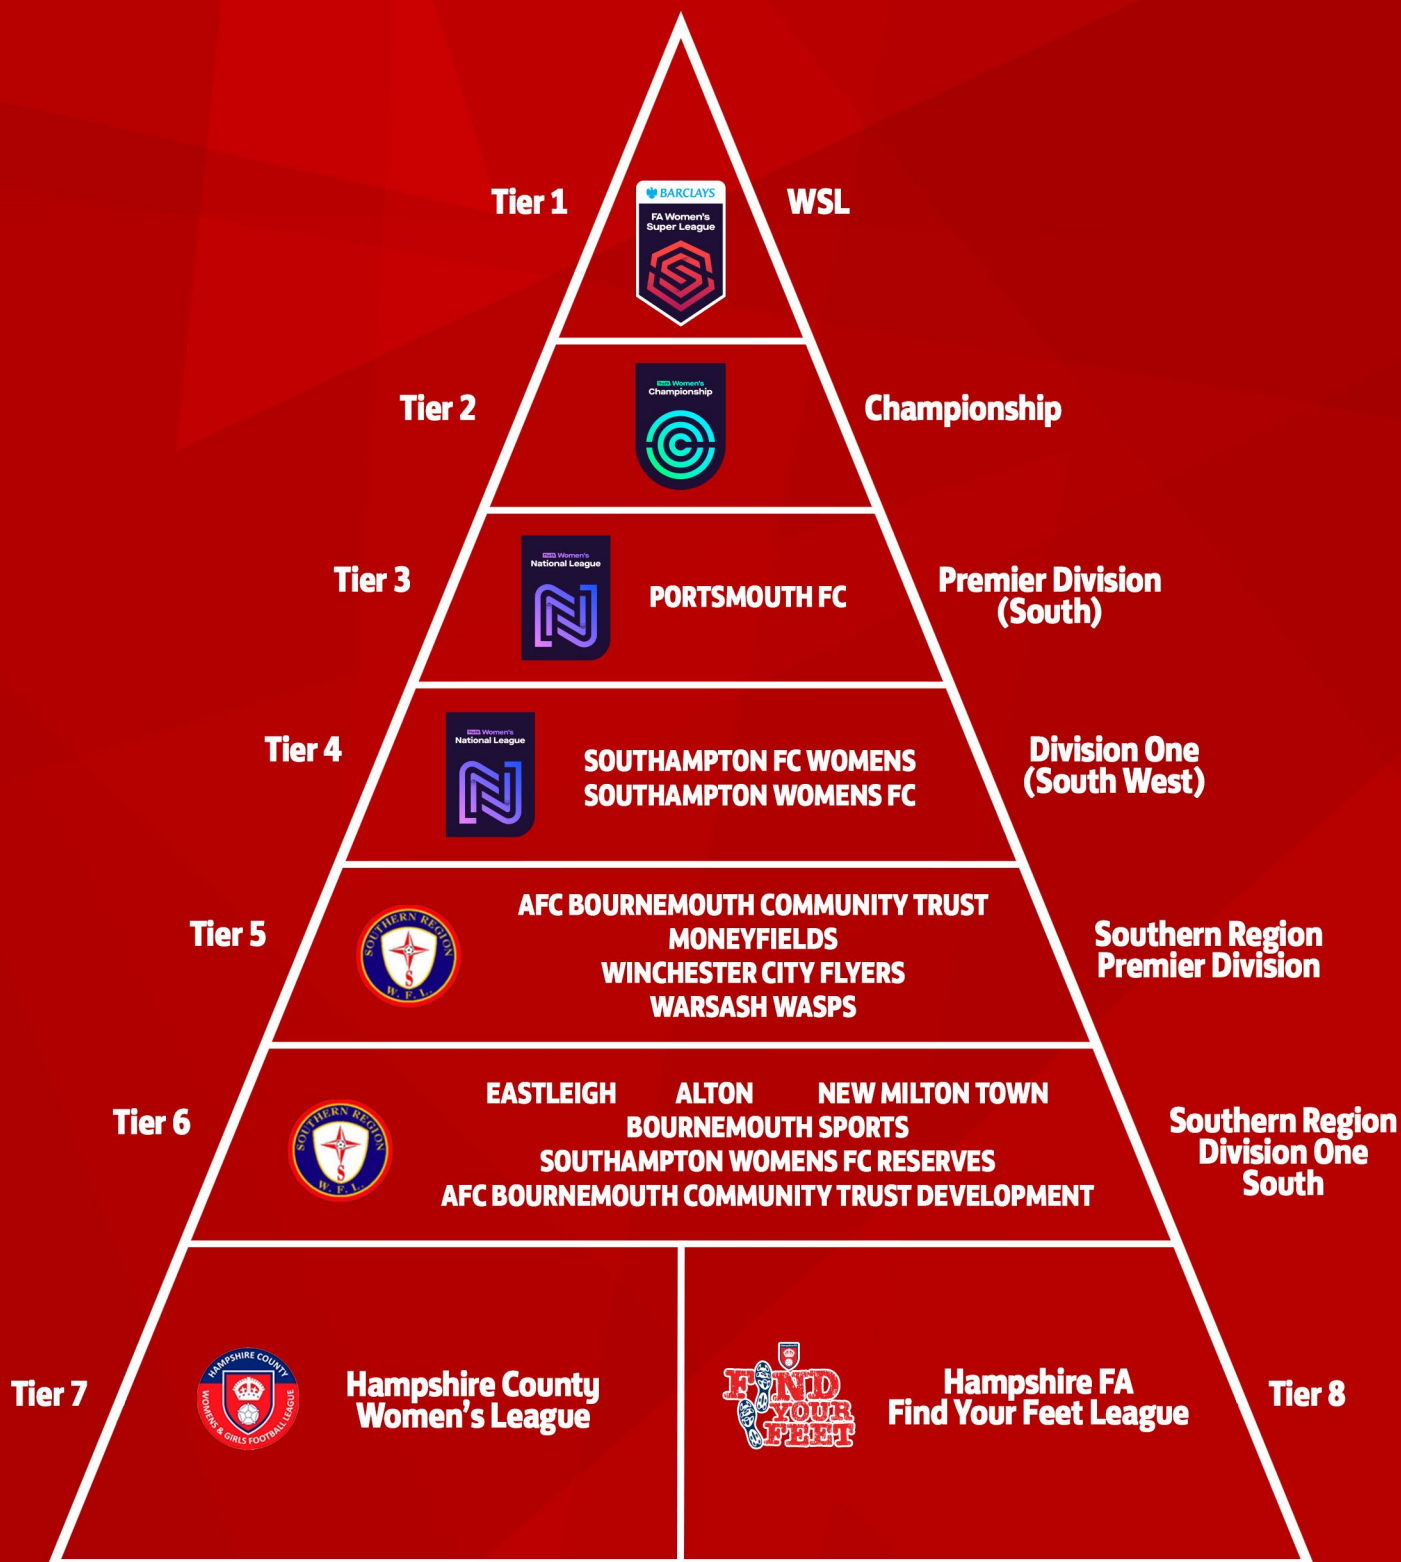 Tier 1
BARCLAYS
FA Women's
Super League
WSL
Tier 2
Women's
Championship
Championship
Tier 3
Women's
National League
PORTSMOUTH FC
Premier Division
(South)
Tier 4
Women's
National League
SOUTHAMPTON FC WOMENS
SOUTHAMPTON WOMENS FC
Division One
(South West)
Tier 5
SOUTHERN REGION
S
W. F. L.
AFC BOURNEMOUTH COMMUNITY TRUST
MONEYFIELDS
WINCHESTER CITY FLYERS
WARSASH WASPS
Southern Region
Premier Division
Tier 6
SOUTHERN REGION
S
W. F. L.
EASTLEIGH ALTON NEW MILTON TOWN
BOURNEMOUTH SPORTS
SOUTHAMPTON WOMENS FC RESERVES
AFC BOURNEMOUTH COMMUNITY TRUST DEVELOPMENT
Southern Region
Division One
South
Tier 7
HAMPSHIRE COUNTY
WOMENS & GIRLS FOOTBALL LEAGUE
Hampshire County
Women's League
FIND
YOUR
FEET
Hampshire FA
Find Your Feet League
Tier 8